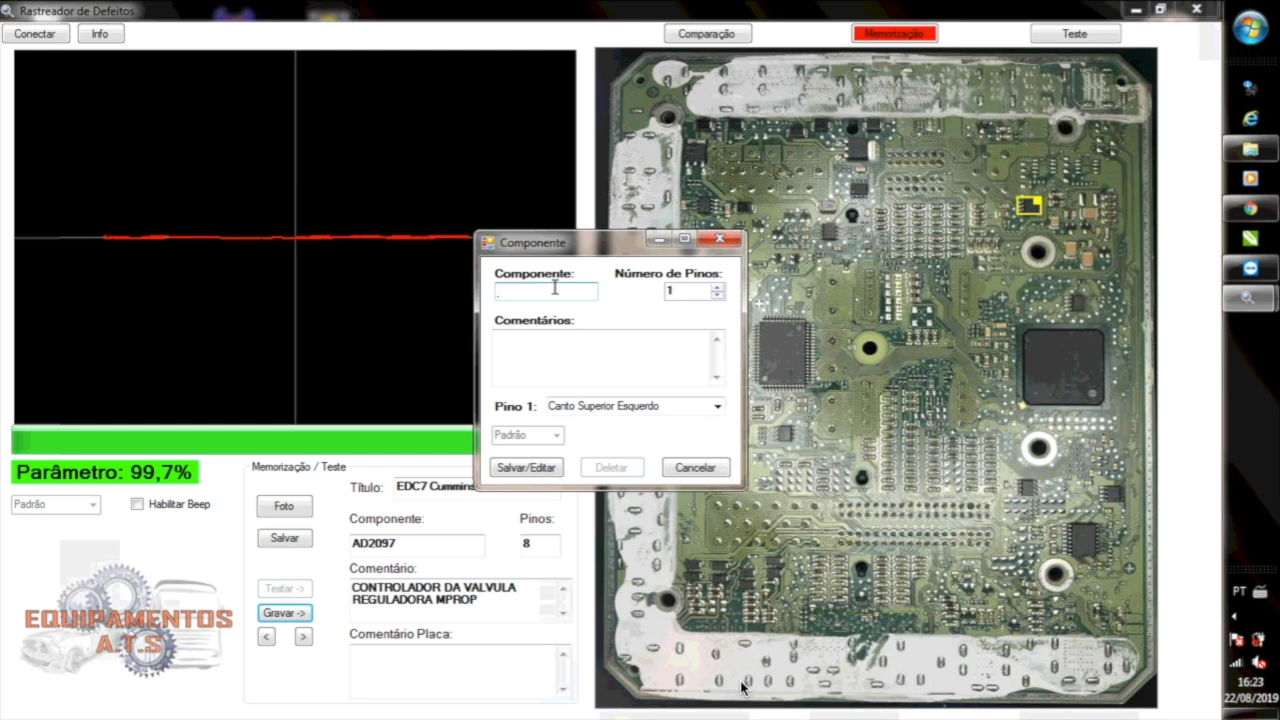 Rastreador de Defeitos
Conectar
Info
Comparação
Memorização
Teste
Componente
Componente:
Número de Pinos:
.
1
Comentários:
Pino 1:
Canto Superior Esquerdo
Padrão
Salvar/Editar
Deletar
Cancelar
Parâmetro: 99,7%
Padrão
Habilitar Beep
Memorização / Teste
Foto
Salvar
Testar ->
Gravar ->
<
>
Título:
EDC7 Cummins
Componente:
Pinos:
AD2097
8
Comentário:
CONTROLADOR DA VALVULA
REGULADORA MPROP
Comentário Placa:
EQUIPAMENTOS
A.T.S
PT
16:23
22/08/2019